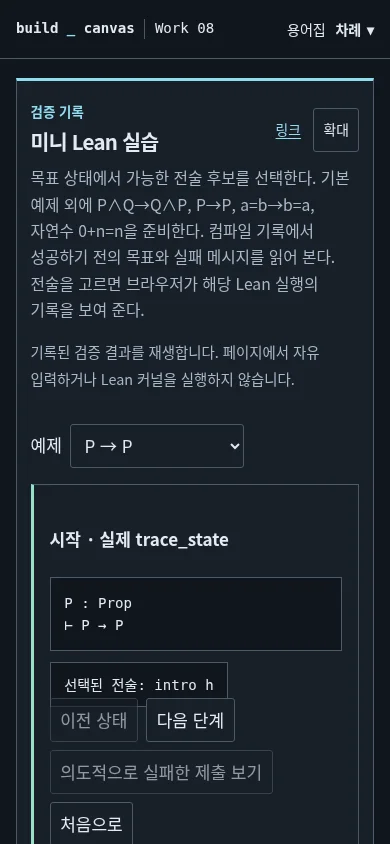 build _ canvas Work 08 용어집 차례 ▼
검증 기록
미니 Lean 실습 링크 확대
목표 상태에서 가능한 전술 후보를 선택한다. 기본
예제 외에 P∧Q→Q∧P, P→P, a=b→b=a,
자연수 0+n=n을 준비한다. 컴파일 기록에서
성공하기 전의 목표와 실패 메시지를 읽어 본다.
전술을 고르면 브라우저가 해당 Lean 실행의
기록을 보여 준다.
기록된 검증 결과를 재생합니다. 페이지에서 자유
입력하거나 Lean 커널을 실행하지 않습니다.
예제 P → P
시작 · 실제 trace_state
P : Prop
⊢ P → P
선택된 전술: intro h
이전 상태 다음 단계
의도적으로 실패한 제출 보기
처음으로